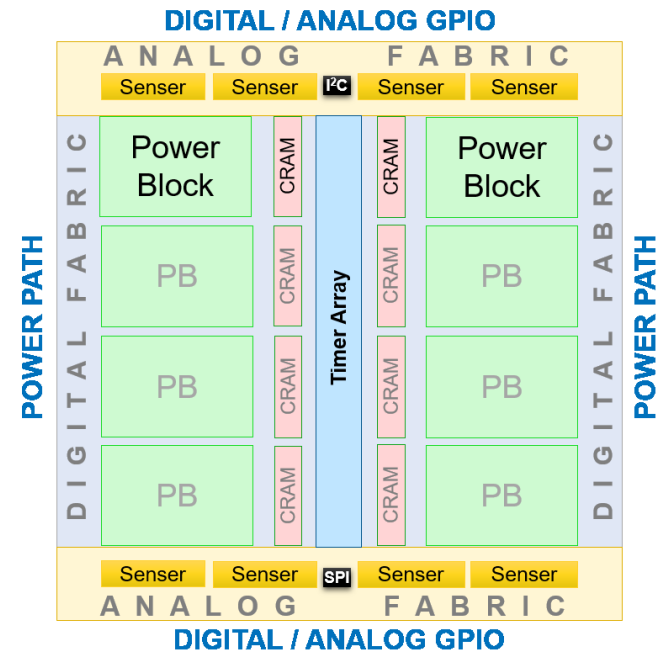 DIGITAL / ANALOG GPIO
ANALOG FABRIC
Senser Senser I²C Senser Senser
POWER PATH
DIGITAL FABRIC
Power Block
CRAM
Timer Array
CRAM
Power Block
DIGITAL FABRIC
POWER PATH
PB CRAM CRAM PB
PB CRAM CRAM PB
PB CRAM CRAM PB
Senser Senser SPI Senser Senser
ANALOG FABRIC
DIGITAL / ANALOG GPIO